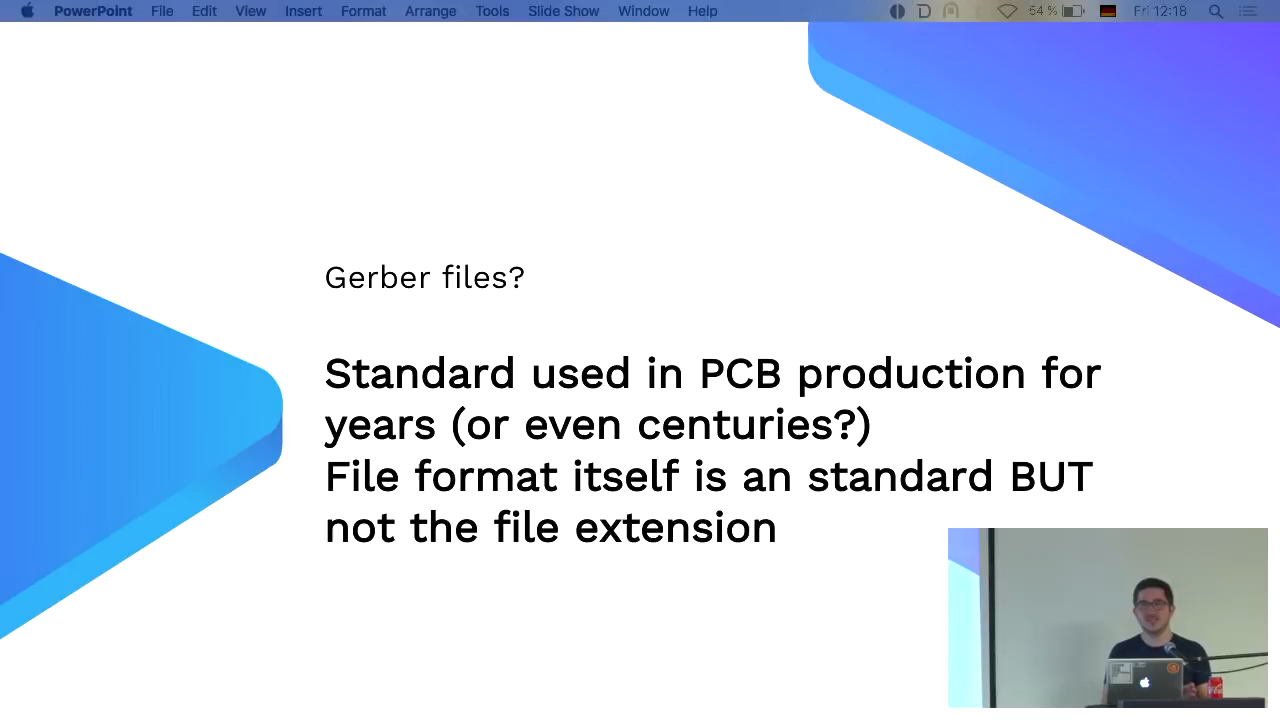 PowerPoint File Edit View Insert Format Arrange Tools Slide Show Window Help 54 % Fri 12:18
Gerber files?
Standard used in PCB production for
years (or even centuries?)
File format itself is an standard BUT
not the file extension